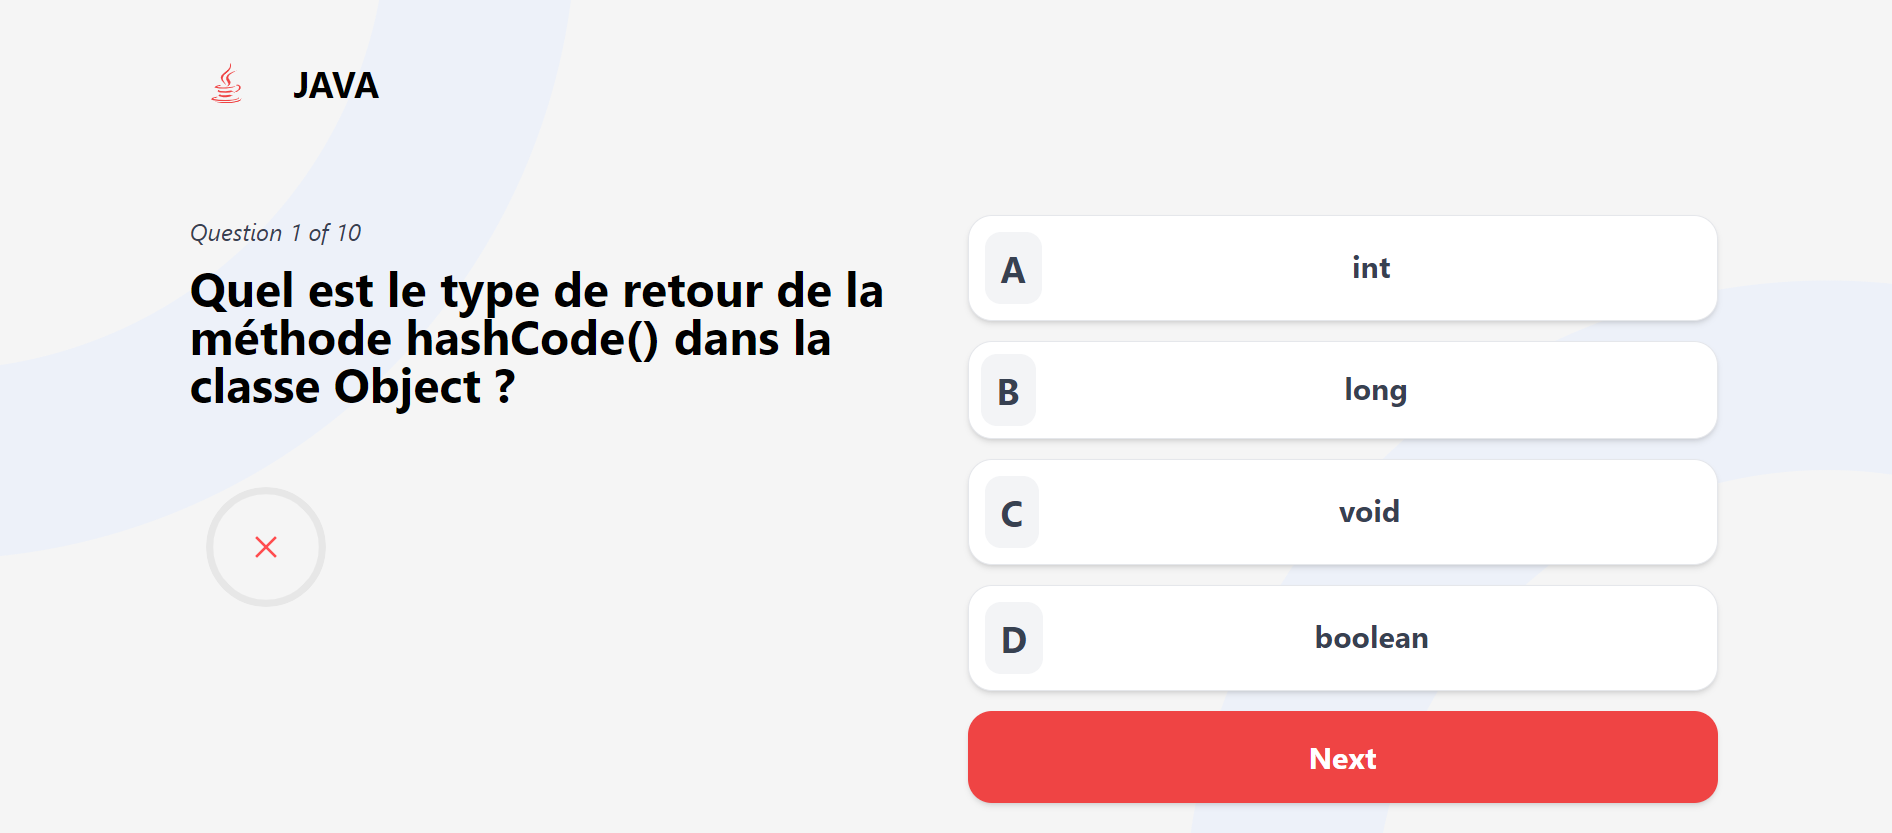 JAVA
Question 1 of 10
Quel est le type de retour de la
méthode hashCode() dans la
classe Object ?
A int
B long
C void
D boolean
Next